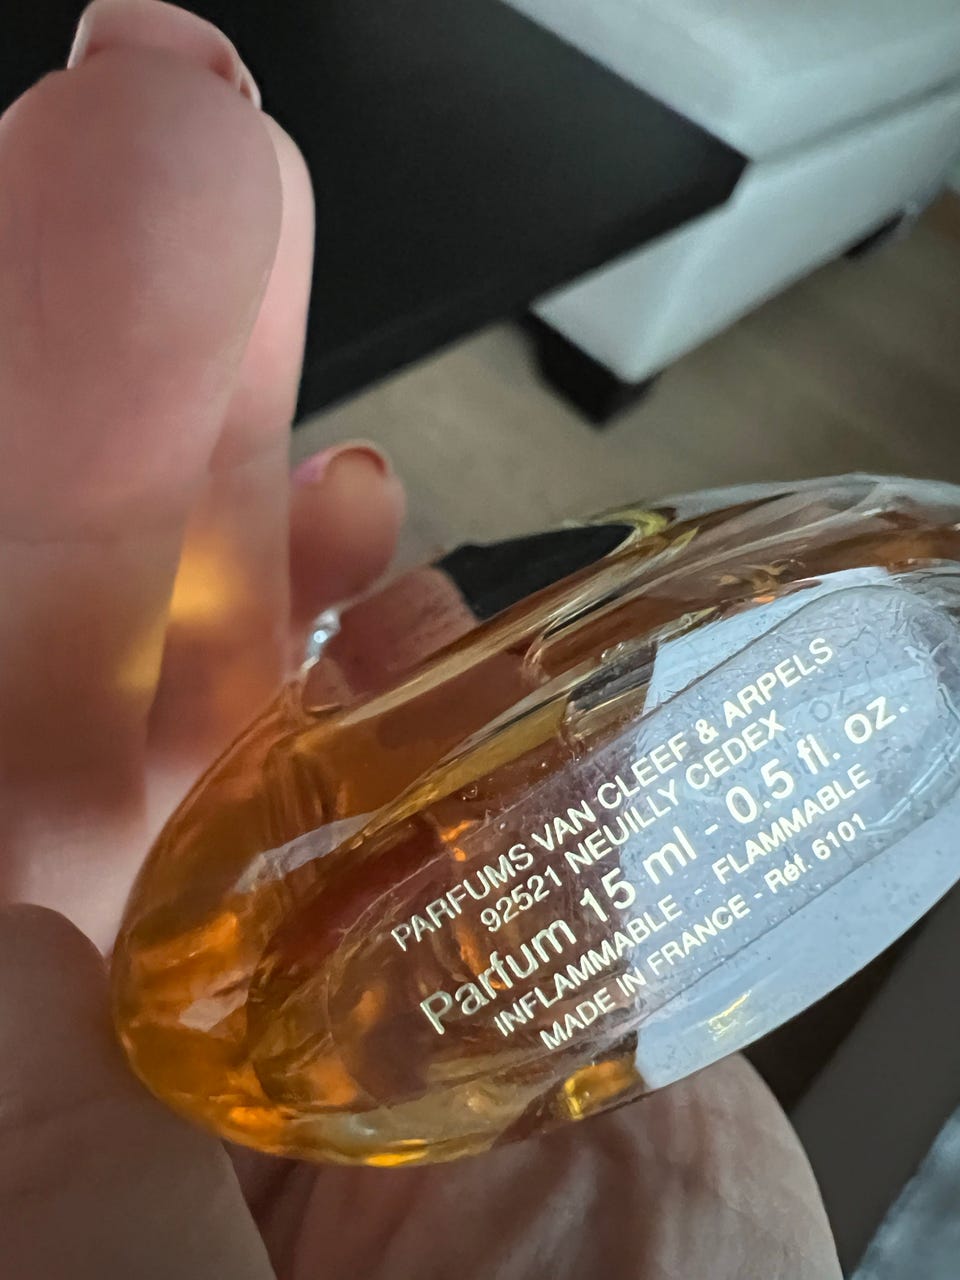 PARFUMS VAN CLEEF & ARPELS
92521 NEUILLY CEDEX
Parfum 15 ml - 0.5 fl. oz.
INFLAMMABLE - FLAMMABLE
MADE IN FRANCE - Réf. 6101